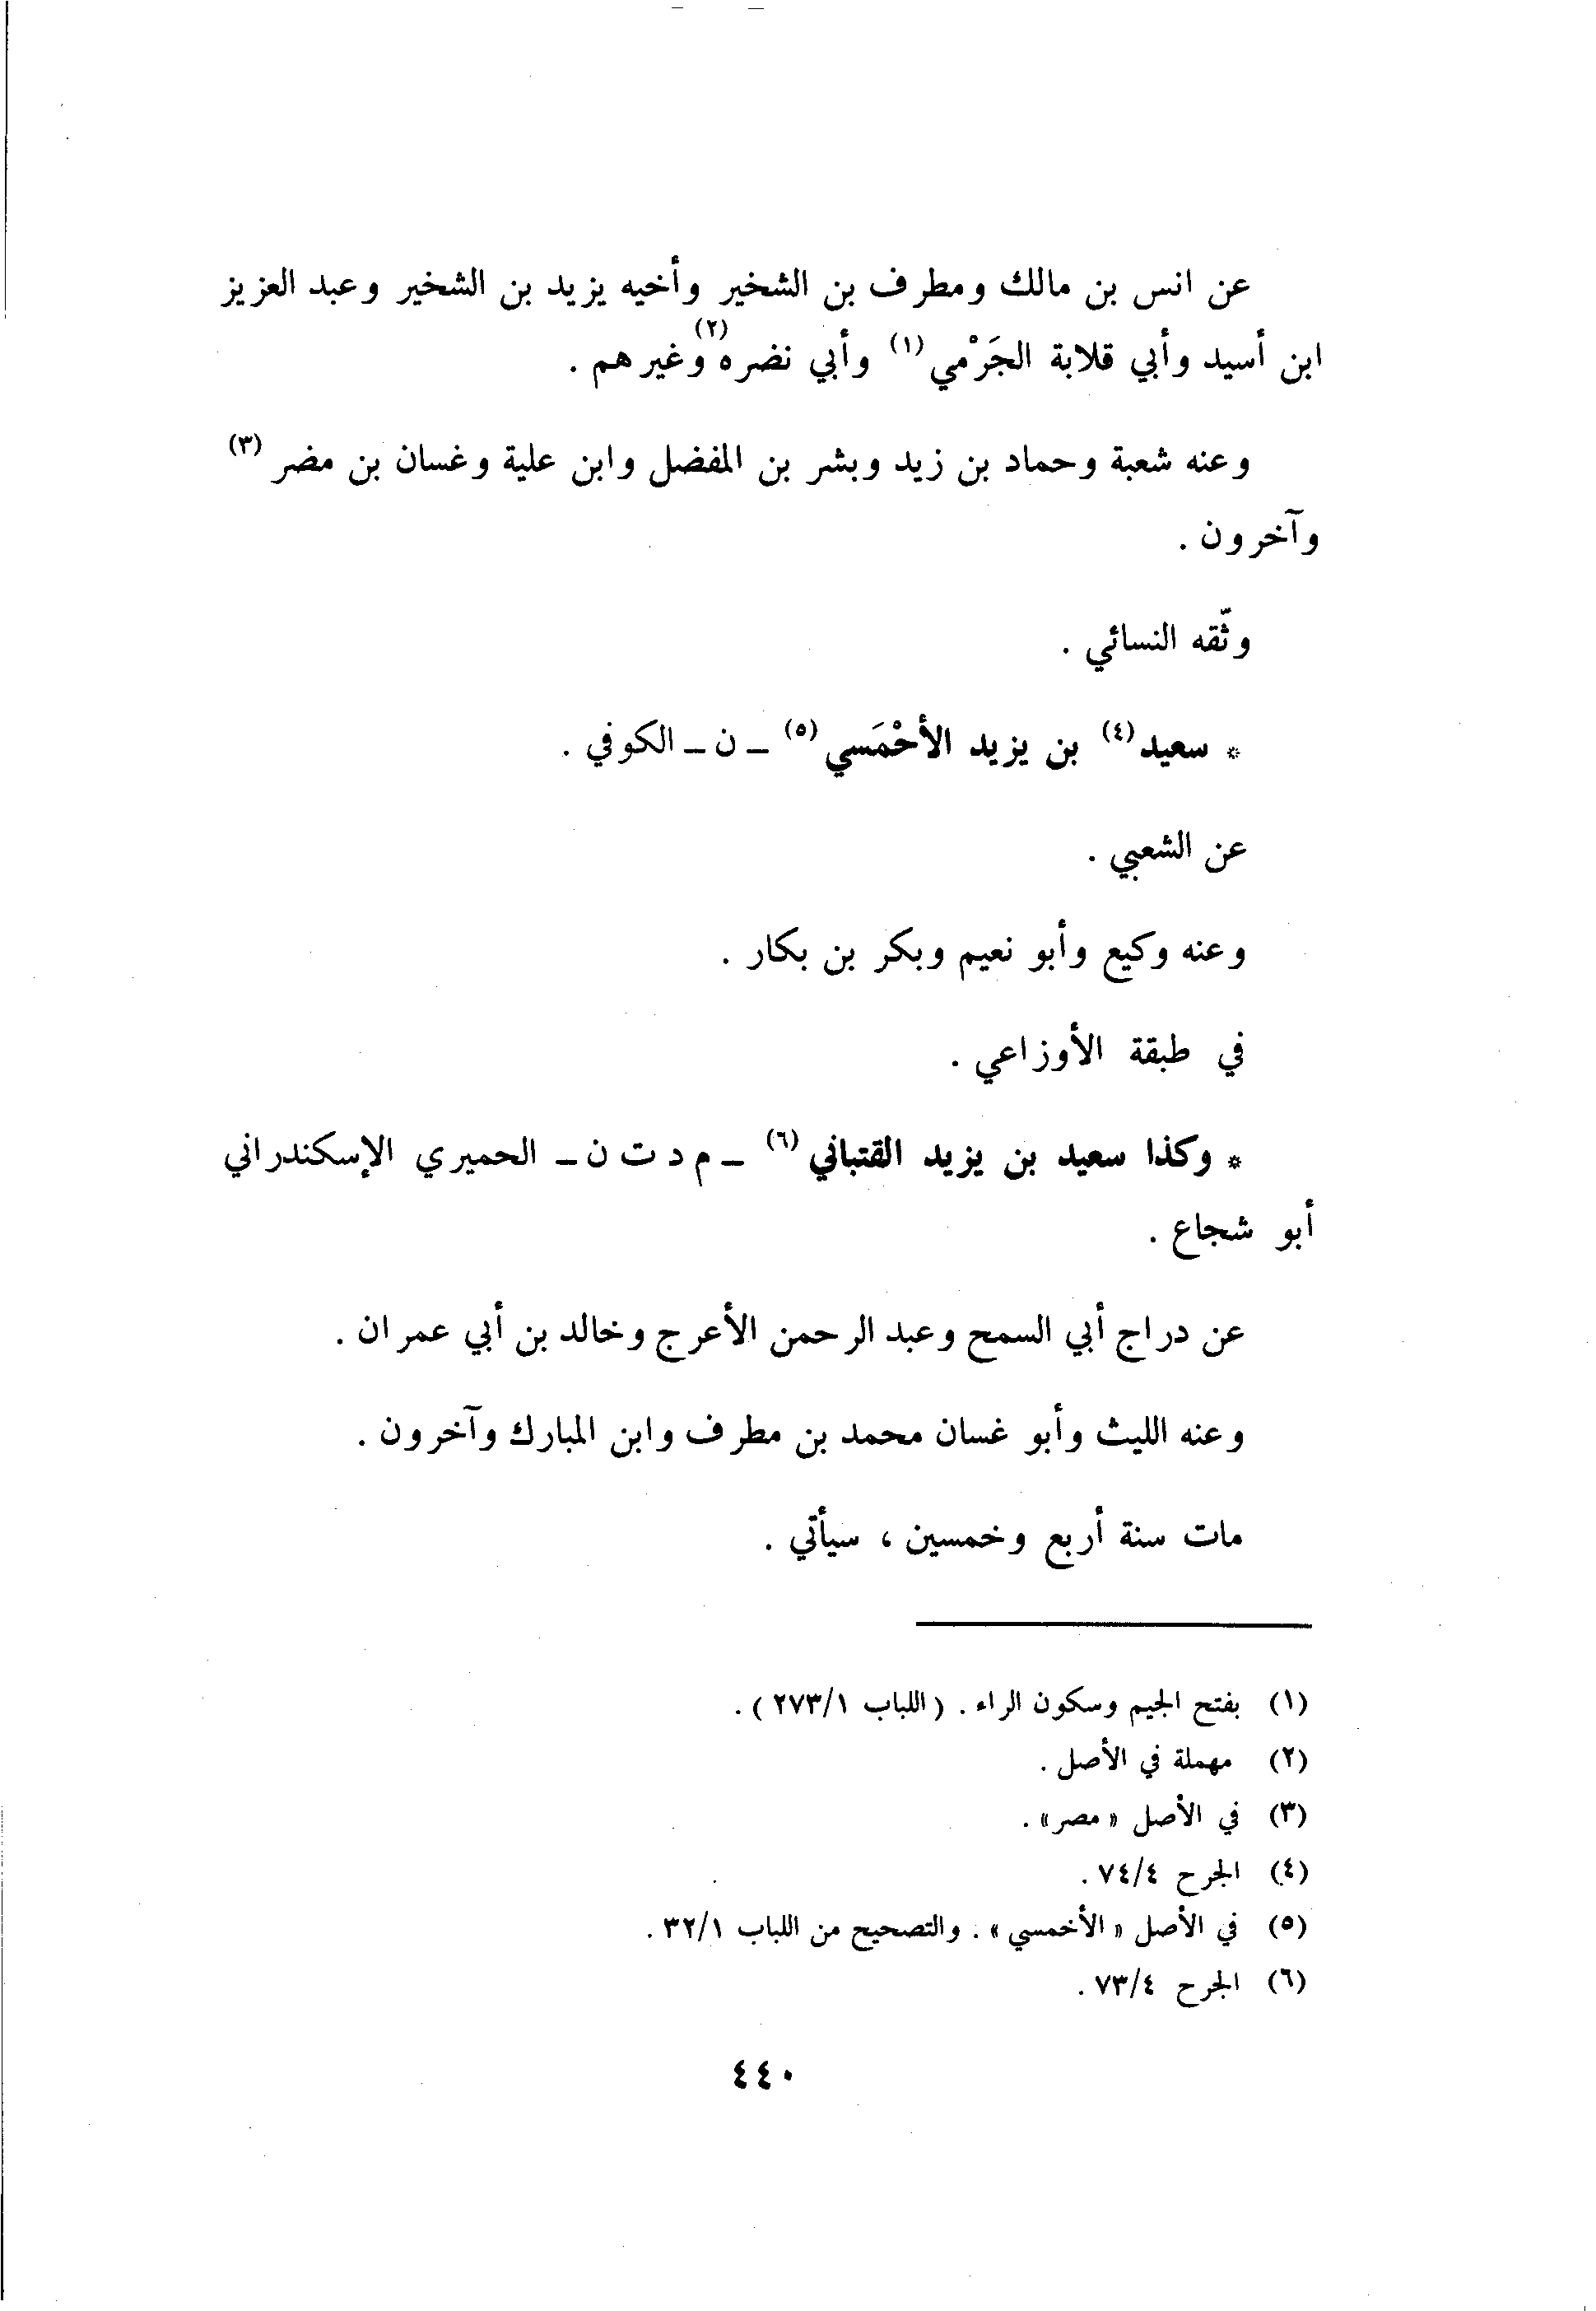 عن انس بن مالك ومطرف بن الشخير وأخيه يزيد بن الشخير وعبد العزيز
ابن أسيد وأبي قلابة الجَرْمي (١) وأبي نضره (٢) وغيرهم .
وعنه شعبة وحماد بن زيد وبشر بن المفضل وابن علية وغسان بن مضر (٣)
وآخرون .
وثّقه النسائي .
* سعيد (٤) بن يزيد الأحْمَسي (٥) ــ ن ــ الكوفي .
عن الشعبي .
وعنه وكيع وأبو نعيم وبكر بن بكار .
في طبقة الأوزاعي .
* وكذا سعيد بن يزيد القتباني (٦) ــ م د ت ن ــ الحميري الإسكندراني
أبو شجاع .
عن دراج أبي السمح وعبد الرحمن الأعرج وخالد بن أبي عمران .
وعنه الليث وأبو غسان محمد بن مطرف وابن المبارك وآخرون .
مات سنة أربع وخمسين ، سيأتي .
(١) بفتح الجيم وسكون الراء . ( اللباب ٢٧٣/١ ) .
(٢) مهملة في الأصل .
(٣) في الأصل « مصر» .
(٤) الجرح ٧٤/٤ .
(٥) في الأصل « الأخمسي » . والتصحيح من اللباب ٣٢/١ .
(٦) الجرح ٧٣/٤ .
٤٤٠